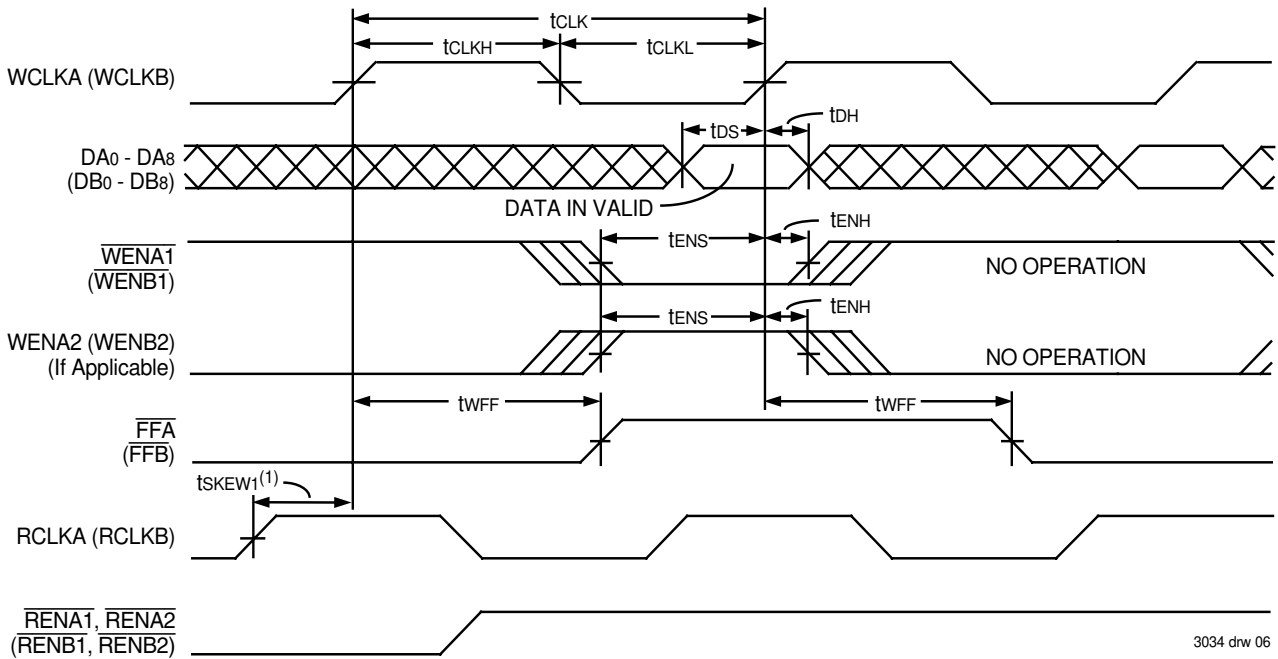 tCLK
tCLKH
tCLKL
WCLKA (WCLKB)
tDH
tDS
DA0 - DA8
(DB0 - DB8)
DATA IN VALID
tENH
tENS
WENA1
(WENB1)
NO OPERATION
tENH
tENS
WENA2 (WENB2)
(If Applicable)
NO OPERATION
tWFF
tWFF
FFA
(FFB)
tSKEW1(1)
RCLKA (RCLKB)
RENA1, RENA2
(RENB1, RENB2)
3034 drw 06